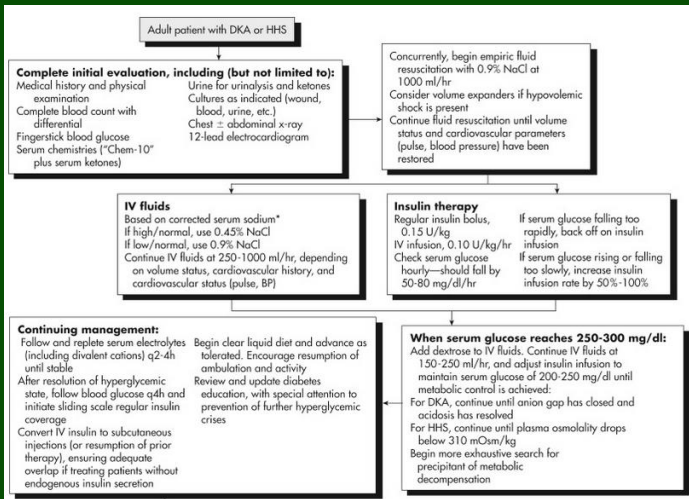 Adult patient with DKA or HHS
Complete initial evaluation, including (but not limited to):
Medical history and physical
examination
Complete blood count with
differential
Fingerstick blood glucose
Serum chemistries ("Chem-10"
plus serum ketones)
Urine for urinalysis and ketones
Cultures as indicated (wound,
blood, urine, etc.)
Chest ± abdominal x-ray
12-lead electrocardiogram
Concurrently, begin empiric fluid
resuscitation with 0.9% NaCl at
1000 ml/hr
Consider volume expanders if hypovolemic
shock is present
Continue fluid resuscitation until volume
status and cardiovascular parameters
(pulse, blood pressure) have been
restored
IV fluids
Based on corrected serum sodium*
If high/normal, use 0.45% NaCl
If low/normal, use 0.9% NaCl
Continue IV fluids at 250-1000 ml/hr, depending
on volume status, cardiovascular history, and
cardiovascular status (pulse, BP)
Insulin therapy
Regular insulin bolus,
0.15 U/kg
IV infusion, 0.10 U/kg/hr
Check serum glucose
hourly—should fall by
50-80 mg/dl/hr
If serum glucose falling too
rapidly, back off on insulin
infusion
If serum glucose rising or falling
too slowly, increase insulin
infusion rate by 50%-100%
When serum glucose reaches 250-300 mg/dl:
Add dextrose to IV fluids. Continue IV fluids at
150-250 ml/hr, and adjust insulin infusion to
maintain serum glucose of 200-250 mg/dl until
metabolic control is achieved:
For DKA, continue until anion gap has closed and
acidosis has resolved
For HHS, continue until plasma osmolality drops
below 310 mOsm/kg
Begin more exhaustive search for
precipitant of metabolic
decompensation
Continuing management:
Follow and replete serum electrolytes
(including divalent cations) q2-4h
until stable
After resolution of hyperglycemic
state, follow blood glucose q4h and
initiate sliding scale regular insulin
coverage
Convert IV insulin to subcutaneous
injections (or resumption of prior
therapy), ensuring adequate
overlap if treating patients without
endogenous insulin secretion
Begin clear liquid diet and advance as
tolerated. Encourage resumption of
ambulation and activity
Review and update diabetes
education, with special attention to
prevention of further hyperglycemic
crises